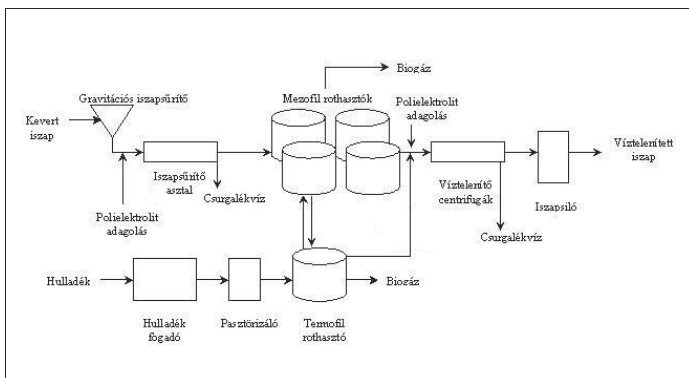 Biogáz
Gravitációs iszapsűrítő
Mezofil rothasztók
Polielektrolit
adagolás
Kevert
iszap
Víztelenített
iszap
Iszapsűrítő
asztal
Víztelenítő
centrifugák
Iszapsiló
Csurgalékvíz
Polielektrolit
adagolás
Csurgalékvíz
Hulladék
Biogáz
Hulladék
fogadó
Pasztörizáló
Termofil
rothasztó